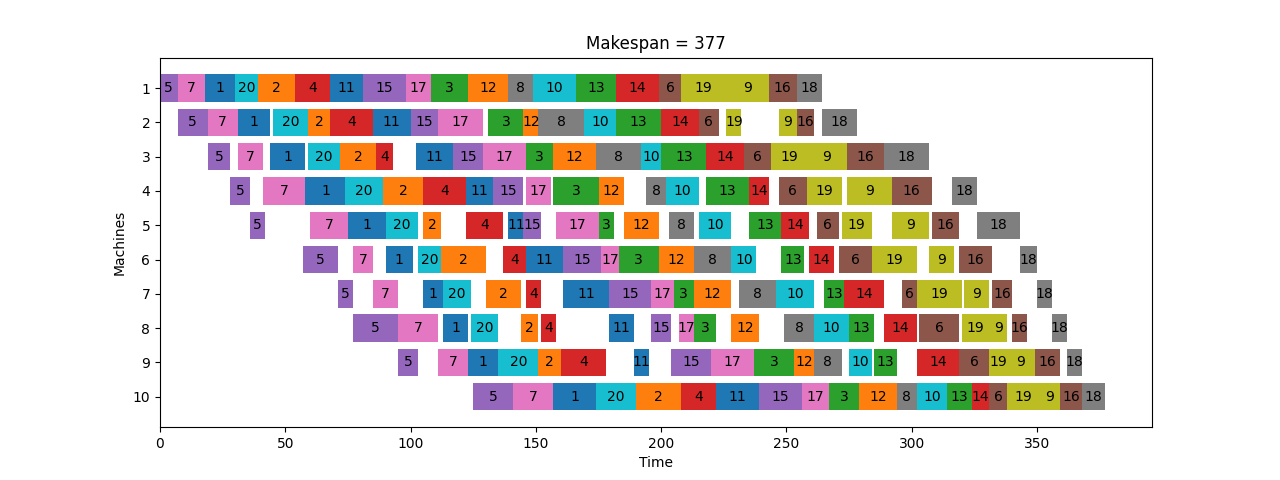 Makespan = 377
1 5 7 1 20 2 4 11 15 17 3 12 8 10 13 14 6 19 9 16 18
2 5 7 1 20 2 4 11 15 17 3 12 8 10 13 14 6 19 9 16 18
3 5 7 1 20 2 4 11 15 17 3 12 8 10 13 14 6 19 9 16 18
4 5 7 1 20 2 4 11 15 17 3 12 8 10 13 14 6 19 9 16 18
5 5 7 1 20 2 4 11 15 17 3 12 8 10 13 14 6 19 9 16 18
6 5 7 1 20 2 4 11 15 17 3 12 8 10 13 14 6 19 9 16 18
7 5 7 1 20 2 4 11 15 17 3 12 8 10 13 14 6 19 9 16 18
8 5 7 1 20 2 4 11 15 17 3 12 8 10 13 14 6 19 9 16 18
9 5 7 1 20 2 4 11 15 17 3 12 8 10 13 14 6 19 9 16 18
10 5 7 1 20 2 4 11 15 17 3 12 8 10 13 14 6 19 9 16 18
Machines
0 50 100 150 200 250 300 350
Time